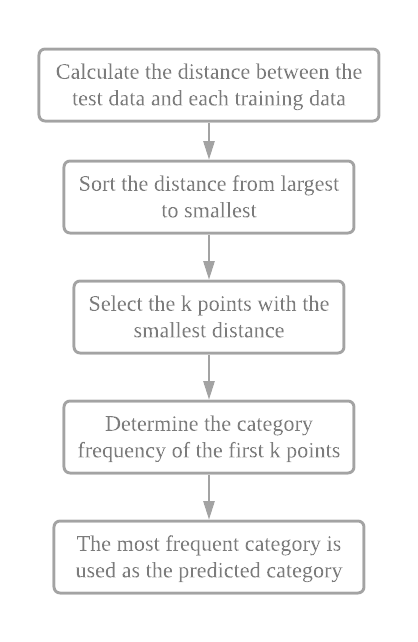 Calculate the distance between the
test data and each training data
Sort the distance from largest
to smallest
Select the k points with the
smallest distance
Determine the category
frequency of the first k points
The most frequent category is
used as the predicted category